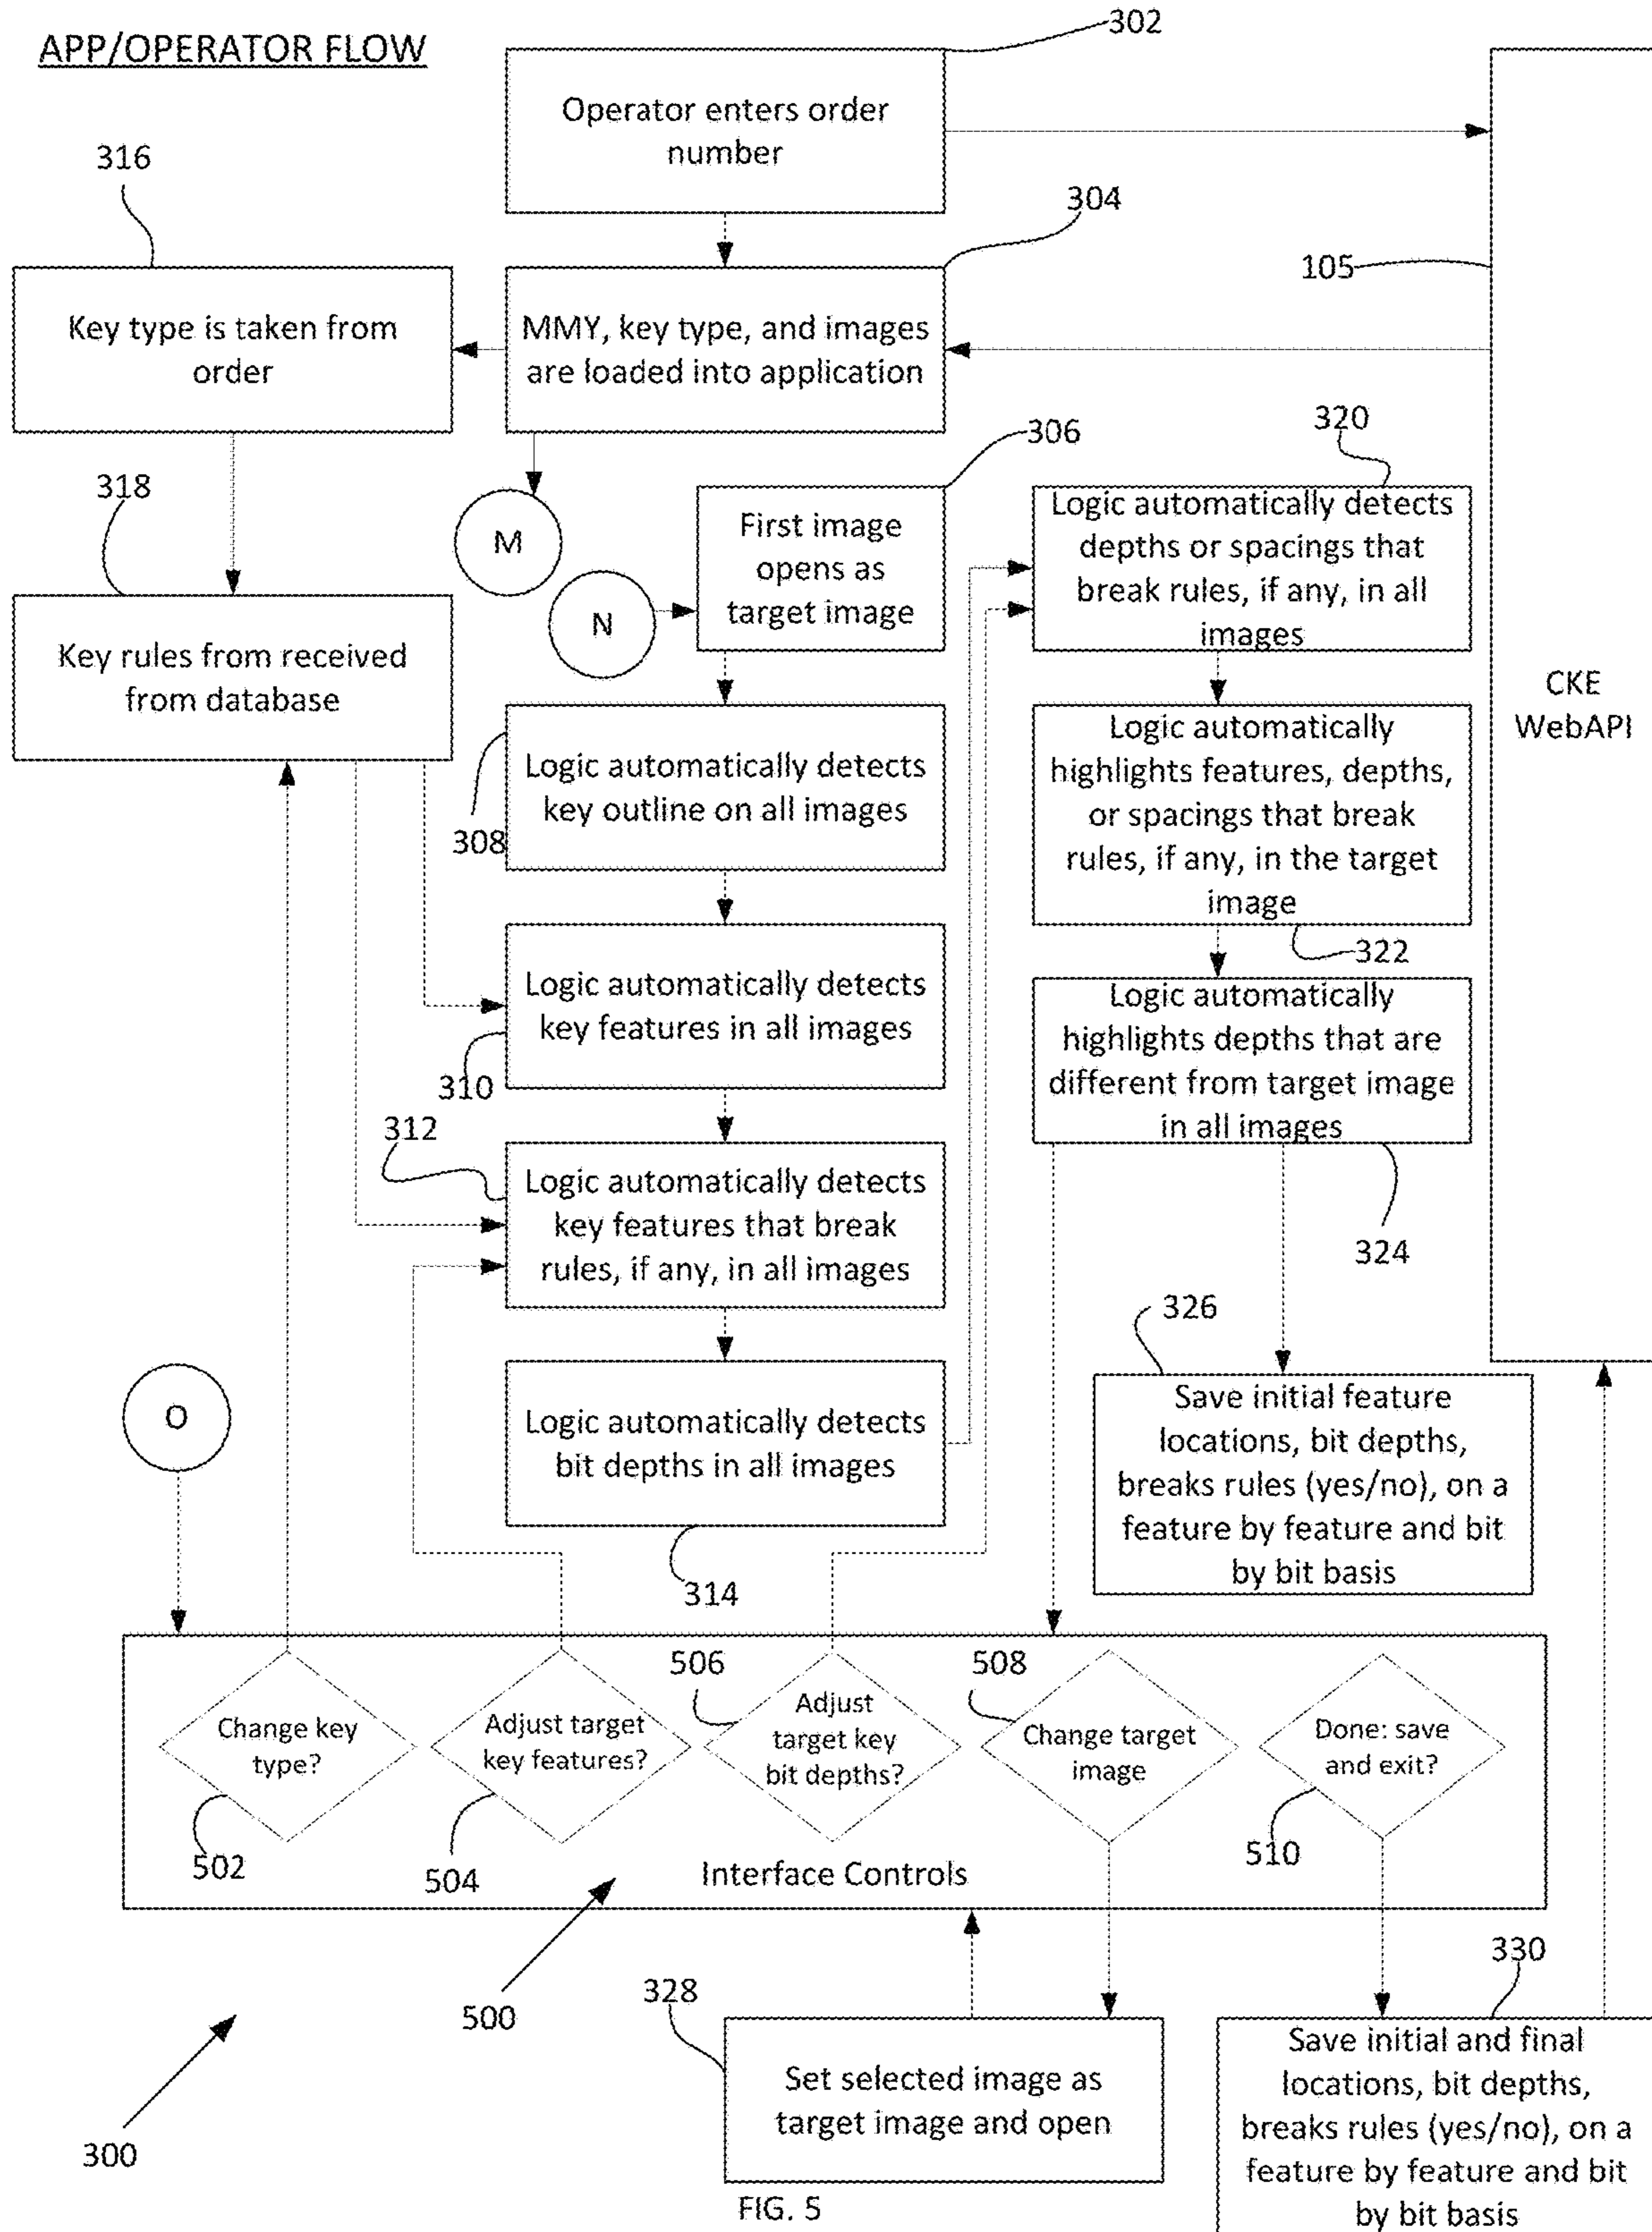 APP/OPERATOR FLOW
302
Operator enters order
number
316
304
105
Key type is taken from
order
MMY, key type, and images
are loaded into application
306
320
318
M
N
First image
opens as
target image
Logic automatically detects
depths or spacings that
break rules, if any, in all
images
Key rules from received
from database
CKE
WebAPI
308
Logic automatically detects
key outline on all images
Logic automatically
highlights features, depths,
or spacings that break
rules, if any, in the target
image
322
310
Logic automatically detects
key features in all images
Logic automatically
highlights depths that are
different from target image
in all images
324
312
Logic automatically detects
key features that break
rules, if any, in all images
326
Save initial feature
locations, bit depths,
breaks rules (yes/no), on a
feature by feature and bit
by bit basis
O
Logic automatically detects
bit depths in all images
314
506
508
Change key
type?
Adjust target
key features?
Adjust
target key
bit depths?
Change target
image
Done: save
and exit?
502
504
510
Interface Controls
500
328
330
300
Set selected image as
target image and open
Save initial and final
locations, bit depths,
breaks rules (yes/no), on a
feature by feature and bit
by bit basis
FIG. 5